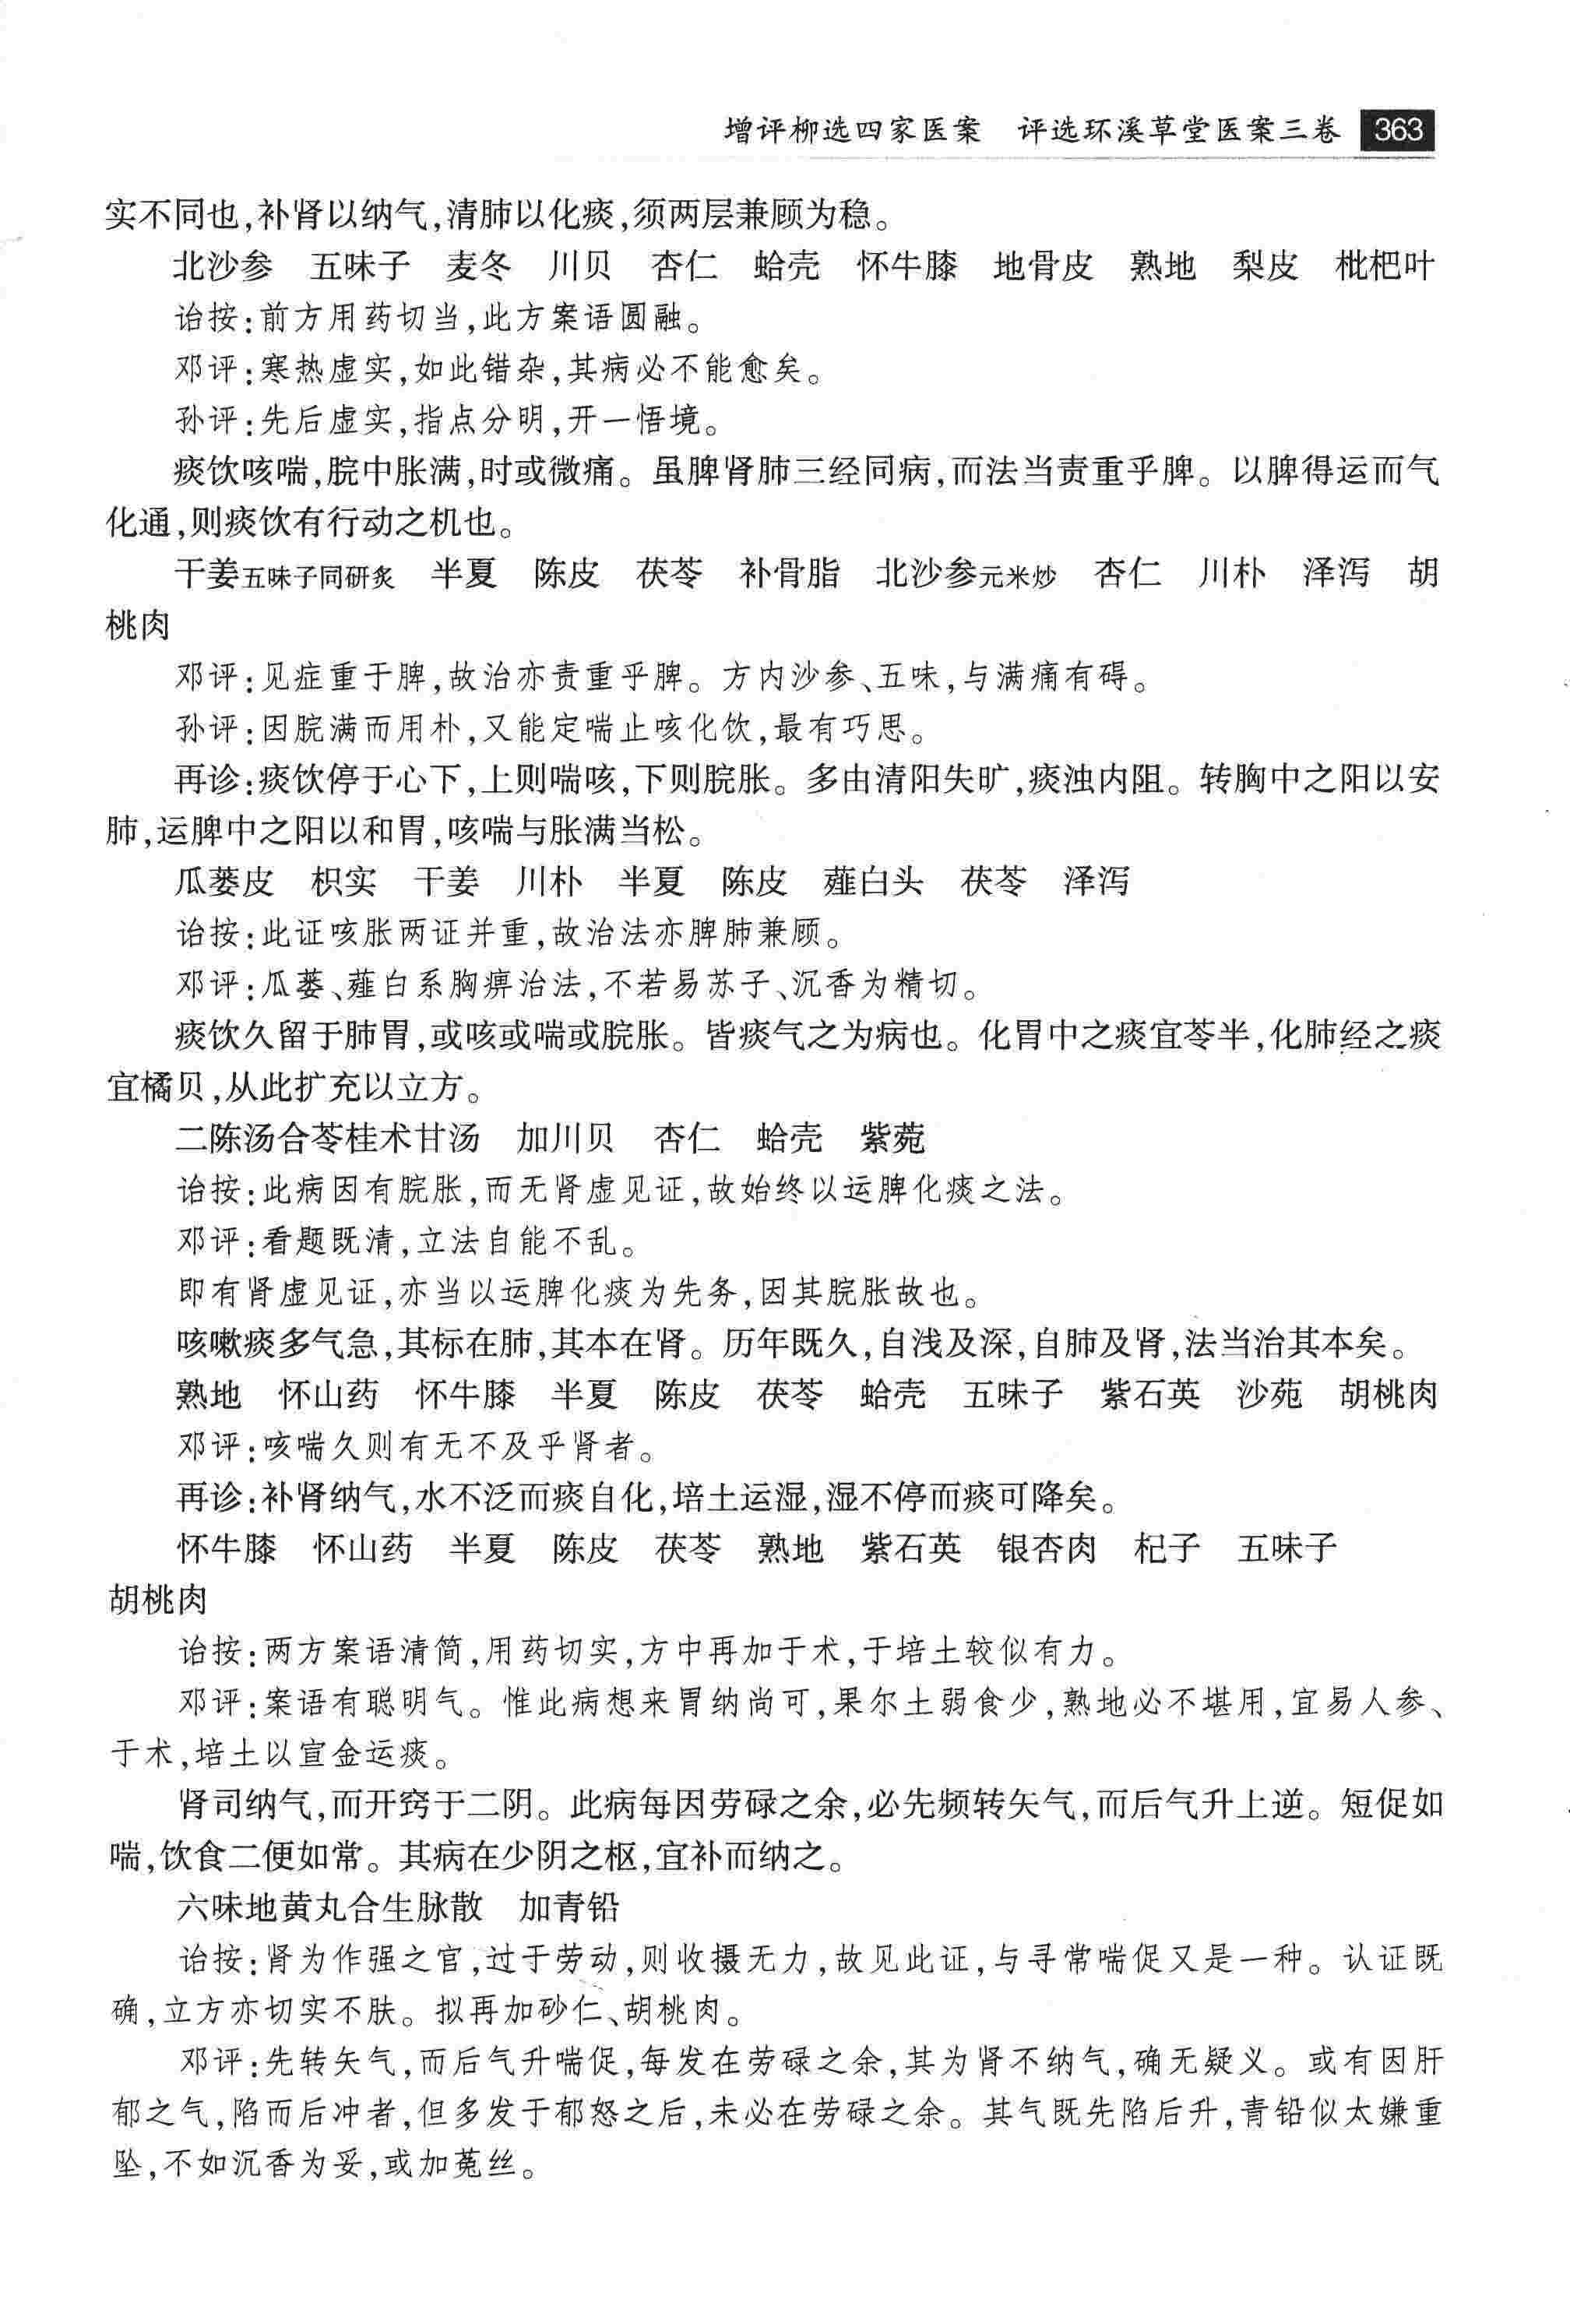 增评柳选四家医案　评选环溪草堂医案三卷　363
实不同也,补肾以纳气,清肺以化痰,须两层兼顾为稳。
北沙参　五味子　麦冬　川贝　杏仁　蛤壳　怀牛膝　地骨皮　熟地　梨皮　枇杷叶
诒按:前方用药切当,此方案语圆融。
邓评:寒热虚实,如此错杂,其病必不能愈矣。
孙评:先后虚实,指点分明,开一悟境。
痰饮咳喘,脘中胀满,时或微痛。虽脾肾肺三经同病,而法当责重乎脾。以脾得运而气
化通,则痰饮有行动之机也。
干姜五味子同研炙　半夏　陈皮　茯苓　补骨脂　北沙参元米炒　杏仁　川朴　泽泻　胡
桃肉
邓评:见症重于脾,故治亦责重乎脾。方内沙参、五味,与满痛有碍。
孙评:因脘满而用朴,又能定喘止咳化饮,最有巧思。
再诊:痰饮停于心下,上则喘咳,下则脘胀。多由清阳失旷,痰浊内阻。转胸中之阳以安
肺,运脾中之阳以和胃,咳喘与胀满当松。
瓜蒌皮　枳实　干姜　川朴　半夏　陈皮　薤白头　茯苓　泽泻
诒按:此证咳胀两证并重,故治法亦脾肺兼顾。
邓评:瓜蒌、薤白系胸痹治法,不若易苏子、沉香为精切。
痰饮久留于肺胃,或咳或喘或脘胀。皆痰气之为病也。化胃中之痰宜苓半,化肺经之痰
宜橘贝,从此扩充以立方。
二陈汤合苓桂术甘汤　加川贝　杏仁　蛤壳　紫菀
诒按:此病因有脘胀,而无肾虚见证,故始终以运脾化痰之法。
邓评:看题既清,立法自能不乱。
即有肾虚见证,亦当以运脾化痰为先务,因其脘胀故也。
咳嗽痰多气急,其标在肺,其本在肾。历年既久,自浅及深,自肺及肾,法当治其本矣。
熟地　怀山药　怀牛膝　半夏　陈皮　茯苓　蛤壳　五味子　紫石英　沙苑　胡桃肉
邓评:咳喘久则有无不及乎肾者。
再诊:补肾纳气,水不泛而痰自化,培土运湿,湿不停而痰可降矣。
怀牛膝　怀山药　半夏　陈皮　茯苓　熟地　紫石英　银杏肉　杞子　五味子
胡桃肉
诒按:两方案语清简,用药切实,方中再加于术,于培土较似有力。
邓评:案语有聪明气。惟此病想来胃纳尚可,果尔土弱食少,熟地必不堪用,宜易人参、
于术,培土以宣金运痰。
肾司纳气,而开窍于二阴。此病每因劳碌之余,必先频转矢气,而后气升上逆。短促如
喘,饮食二便如常。其病在少阴之枢,宜补而纳之。
六味地黄丸合生脉散　加青铅
诒按:肾为作强之官,过于劳动,则收摄无力,故见此证,与寻常喘促又是一种。认证既
确,立方亦切实不肤。拟再加砂仁、胡桃肉。
邓评:先转矢气,而后气升喘促,每发在劳碌之余,其为肾不纳气,确无疑义。或有因肝
郁之气,陷而后冲者,但多发于郁怒之后,未必在劳碌之余。其气既先陷后升,青铅似太嫌重
坠,不如沉香为妥,或加菟丝。